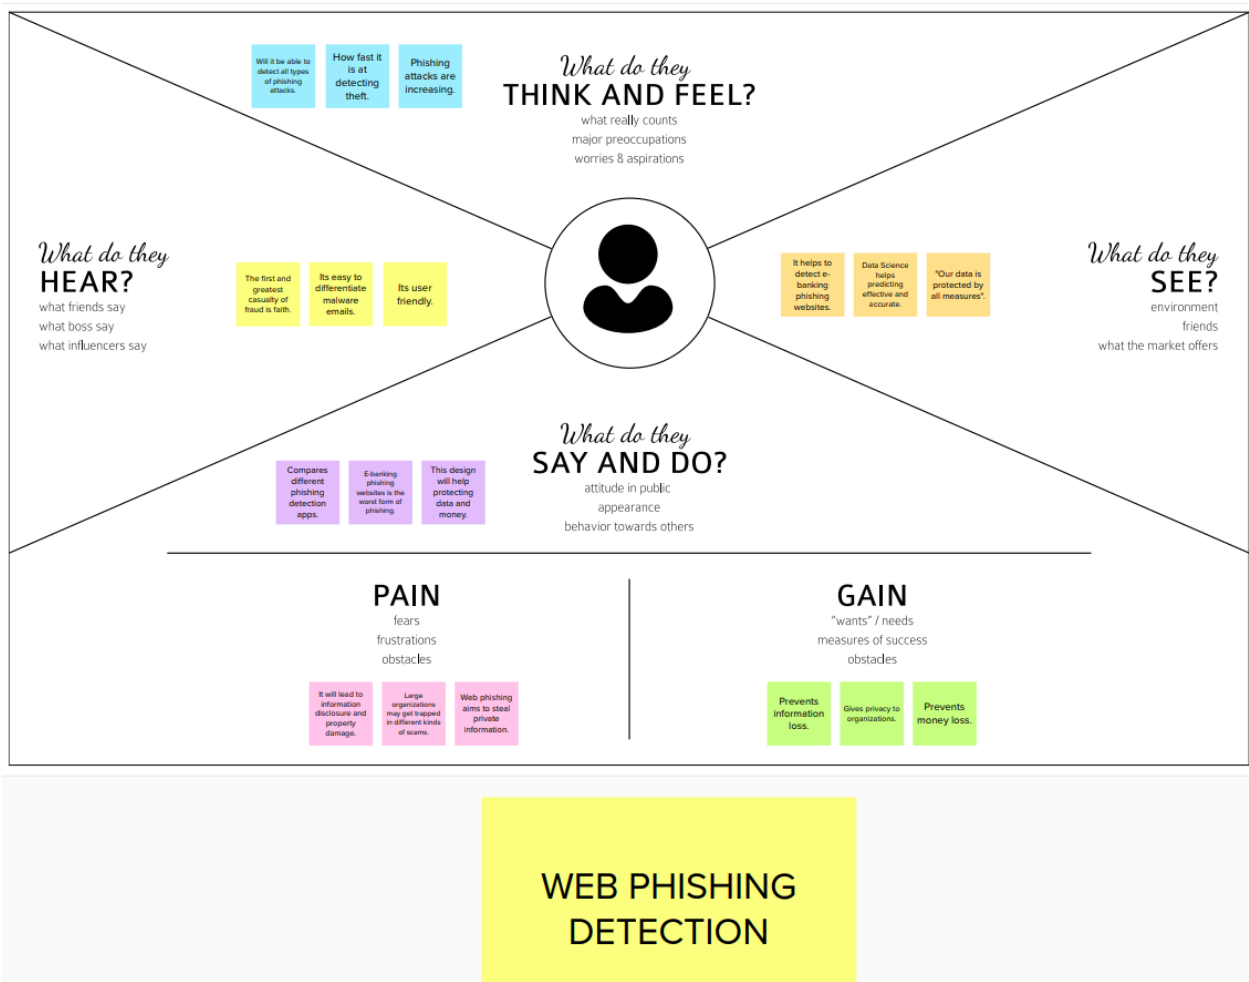 Will it be able to
detect all types
of phishing
attacks.
How fast it
is at
detecting
theft.
Phishing
attacks are
increasing.
What do they
THINK AND FEEL?
what really counts
major preoccupations
worries & aspirations
What do they
HEAR?
what friends say
what boss say
what influencers say
The first and
greatest
casualty of
fraud is faith.
Its easy to
differentiate
malware
emails.
Its user
friendly.
It helps to
detect e-
banking
phishing
websites.
Data Science
helps
predicting
effective and
accurate.
"Our data is
protected by
all measures".
What do they
SEE?
environment
friends
what the market offers
What do they
SAY AND DO?
attitude in public
appearance
behavior towards others
Compares
different
phishing
detection
apps.
E-banking
phishing
websites is the
worst form of
phishing.
This design
will help
protecting
data and
money.
PAIN
fears
frustrations
obstacles
It will lead to
information
disclosure and
property
damage.
Large
organizations
may get trapped
in different kinds
of scams.
Web phishing
aims to steal
private
information.
GAIN
"wants" / needs
measures of success
obstacles
Prevents
information
loss.
Gives privacy to
organizations.
Prevents
money loss.
WEB PHISHING
DETECTION